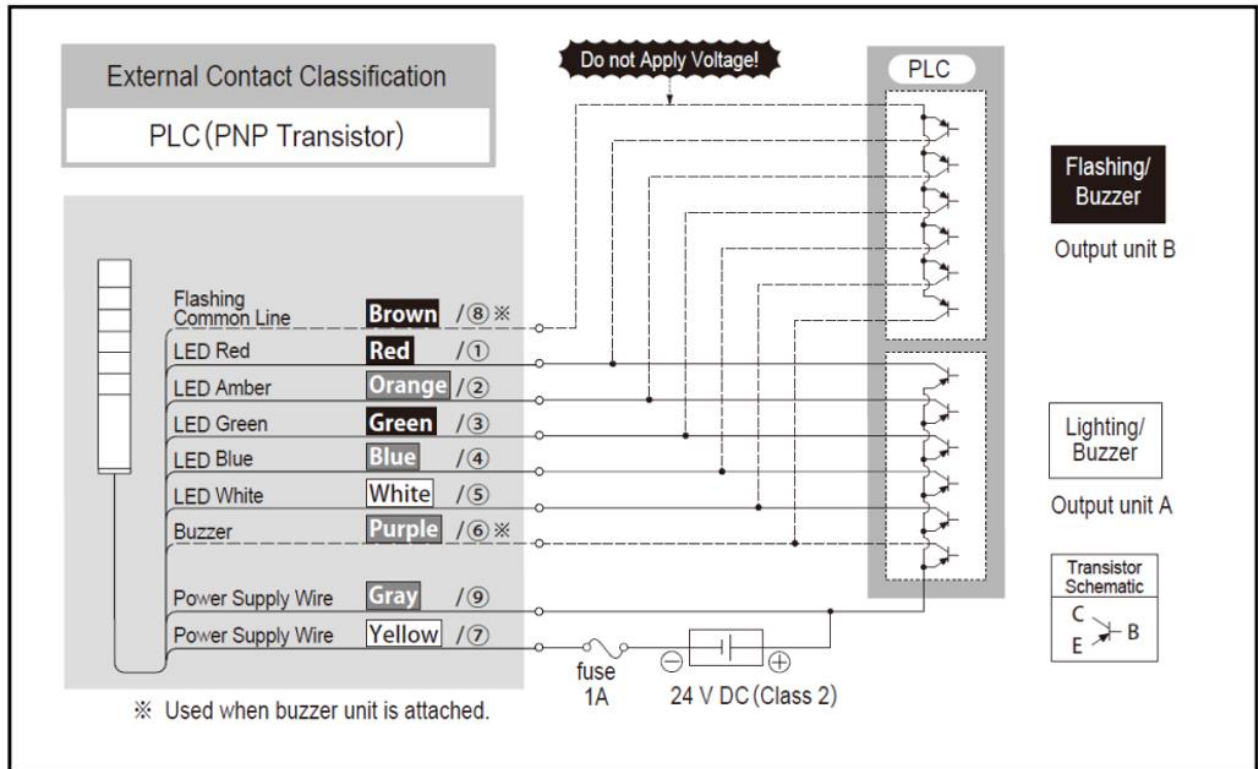 External Contact Classification
PLC (PNP Transistor)
Do not Apply Voltage!
PLC
Flashing/
Buzzer
Output unit B
Flashing
Common Line Brown /⑧ ※
LED Red Red /①
LED Amber Orange /②
LED Green Green /③
LED Blue Blue /④
LED White White /⑤
Buzzer Purple /⑥ ※
Power Supply Wire Gray /⑨
Power Supply Wire Yellow /⑦
Lighting/
Buzzer
Output unit A
Transistor
Schematic
C
B
E
fuse
1A
⊖ ⊕
24 V DC (Class 2)
※ Used when buzzer unit is attached.